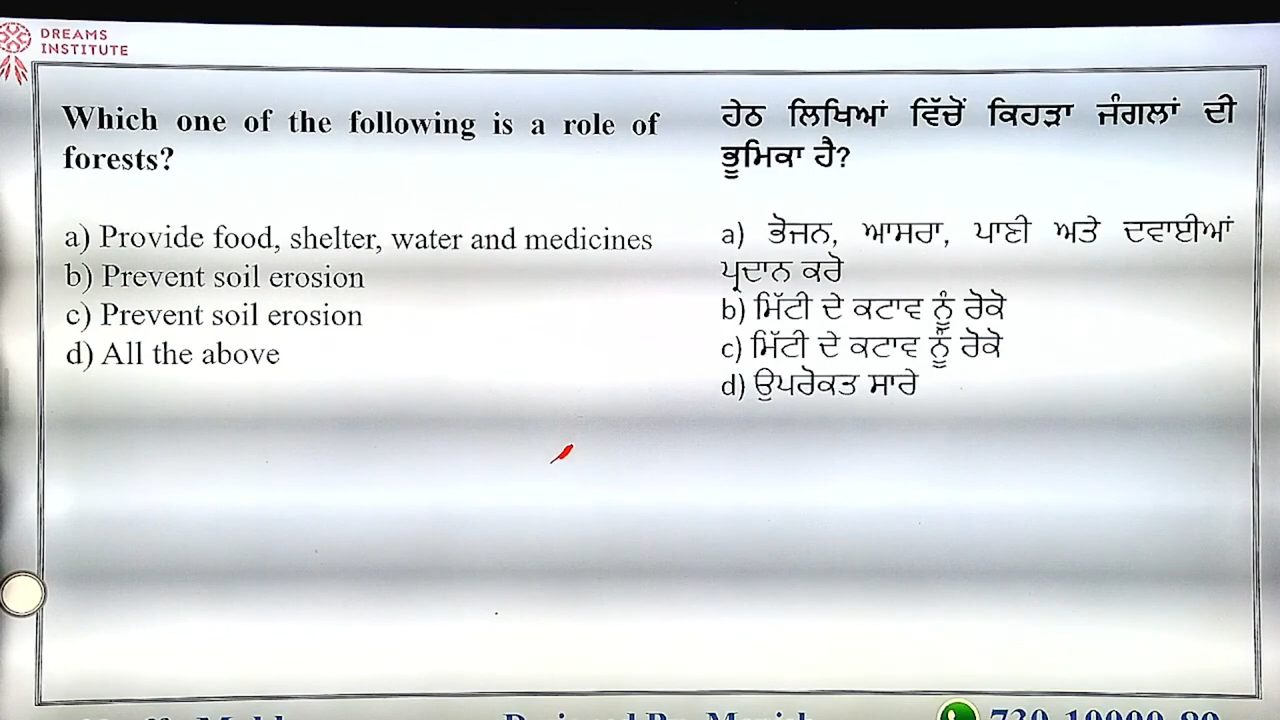 DREAMS
INSTITUTE
Which one of the following is a role of
forests?
a) Provide food, shelter, water and medicines
b) Prevent soil erosion
c) Prevent soil erosion
d) All the above
ਹੇਠ ਲਿਖਿਆਂ ਵਿੱਚੋਂ ਕਿਹੜਾ ਜੰਗਲਾਂ ਦੀ
ਭੂਮਿਕਾ ਹੈ?
a) ਭੋਜਨ, ਆਸਰਾ, ਪਾਣੀ ਅਤੇ ਦਵਾਈਆਂ
ਪ੍ਰਦਾਨ ਕਰੋ
b) ਮਿੱਟੀ ਦੇ ਕਟਾਵ ਨੂੰ ਰੋਕੋ
c) ਮਿੱਟੀ ਦੇ ਕਟਾਵ ਨੂੰ ਰੋਕੋ
d) ਉਪਰੋਕਤ ਸਾਰੇ